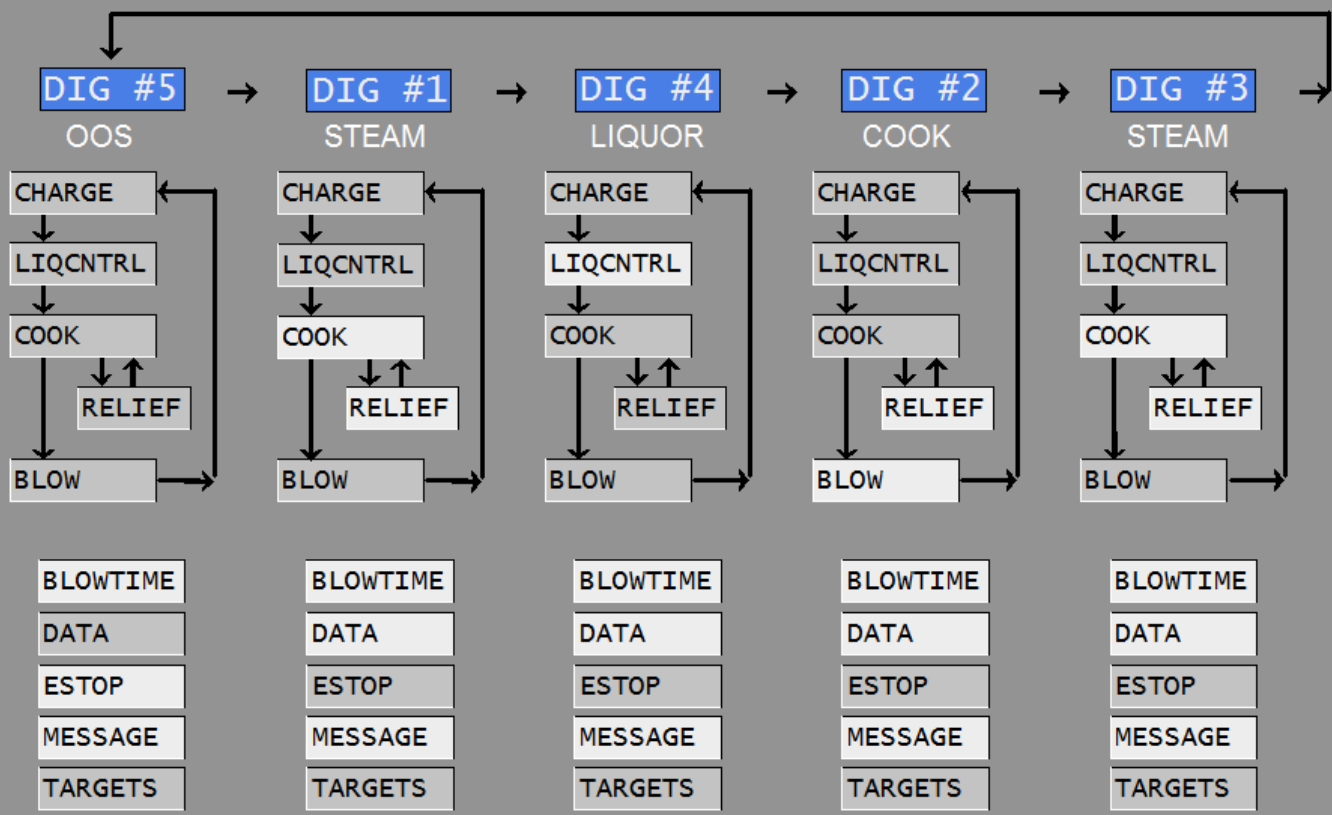 DIG #5 DIG #1 DIG #4 DIG #2 DIG #3
OOS STEAM LIQUOR COOK STEAM
CHARGE CHARGE CHARGE CHARGE CHARGE
LIQCNTRL LIQCNTRL LIQCNTRL LIQCNTRL LIQCNTRL
COOK COOK COOK COOK COOK
RELIEF RELIEF RELIEF RELIEF RELIEF
BLOW BLOW BLOW BLOW BLOW
BLOWTIME BLOWTIME BLOWTIME BLOWTIME BLOWTIME
DATA DATA DATA DATA DATA
ESTOP ESTOP ESTOP ESTOP ESTOP
MESSAGE MESSAGE MESSAGE MESSAGE MESSAGE
TARGETS TARGETS TARGETS TARGETS TARGETS